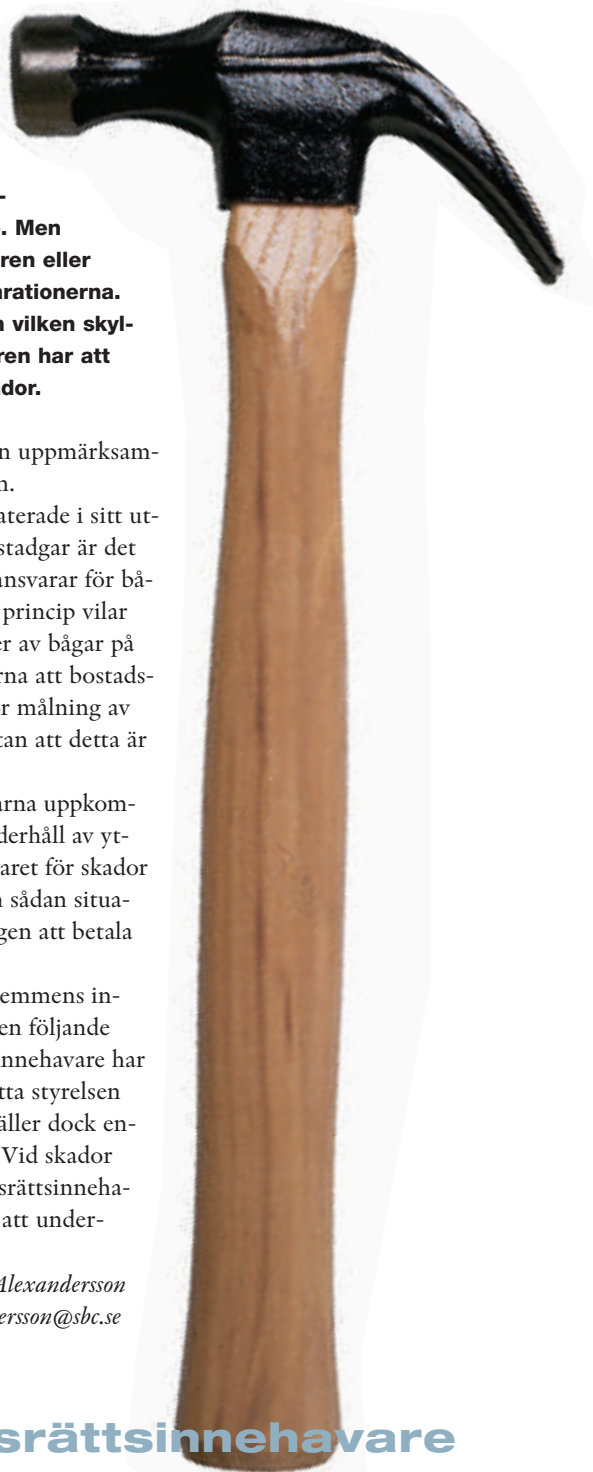 -
. Men
ren eller
arationerna.
n vilken skyl-
ren har att
dor.
n uppmärksam-
n.
aterade i sitt ut-
stadgar är det
ansvarar för bå-
princip vilar
er av bågar på
rna att bostads-
or målning av
tan att detta är
arna uppkom-
derhåll av yt-
aret för skador
n sådan situa-
gen att betala
emmens in-
en följande
innehavare har
tta styrelsen
äller dock en-
Vid skador
srättsinneha-
att under-
Alexandersson
ersson@sbc.se
srättsinnehavare